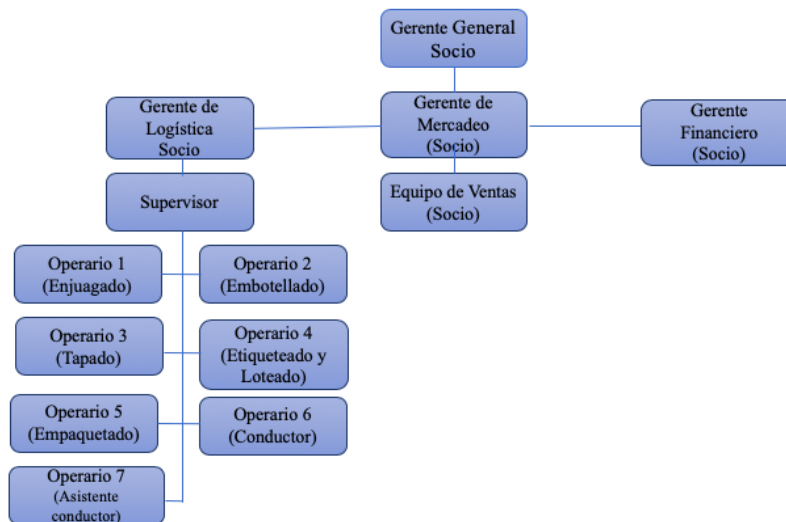 Gerente General
Socio
Gerente de
Logística
Socio
Gerente de
Mercadeo
(Socio)
Gerente
Financiero
(Socio)
Supervisor
Equipo de Ventas
(Socio)
Operario 1
(Enjuagado)
Operario 2
(Embotellado)
Operario 3
(Tapado)
Operario 4
(Etiqueteado y
Loteado)
Operario 5
(Empaquetado)
Operario 6
(Conductor)
Operario 7
(Asistente
conductor)